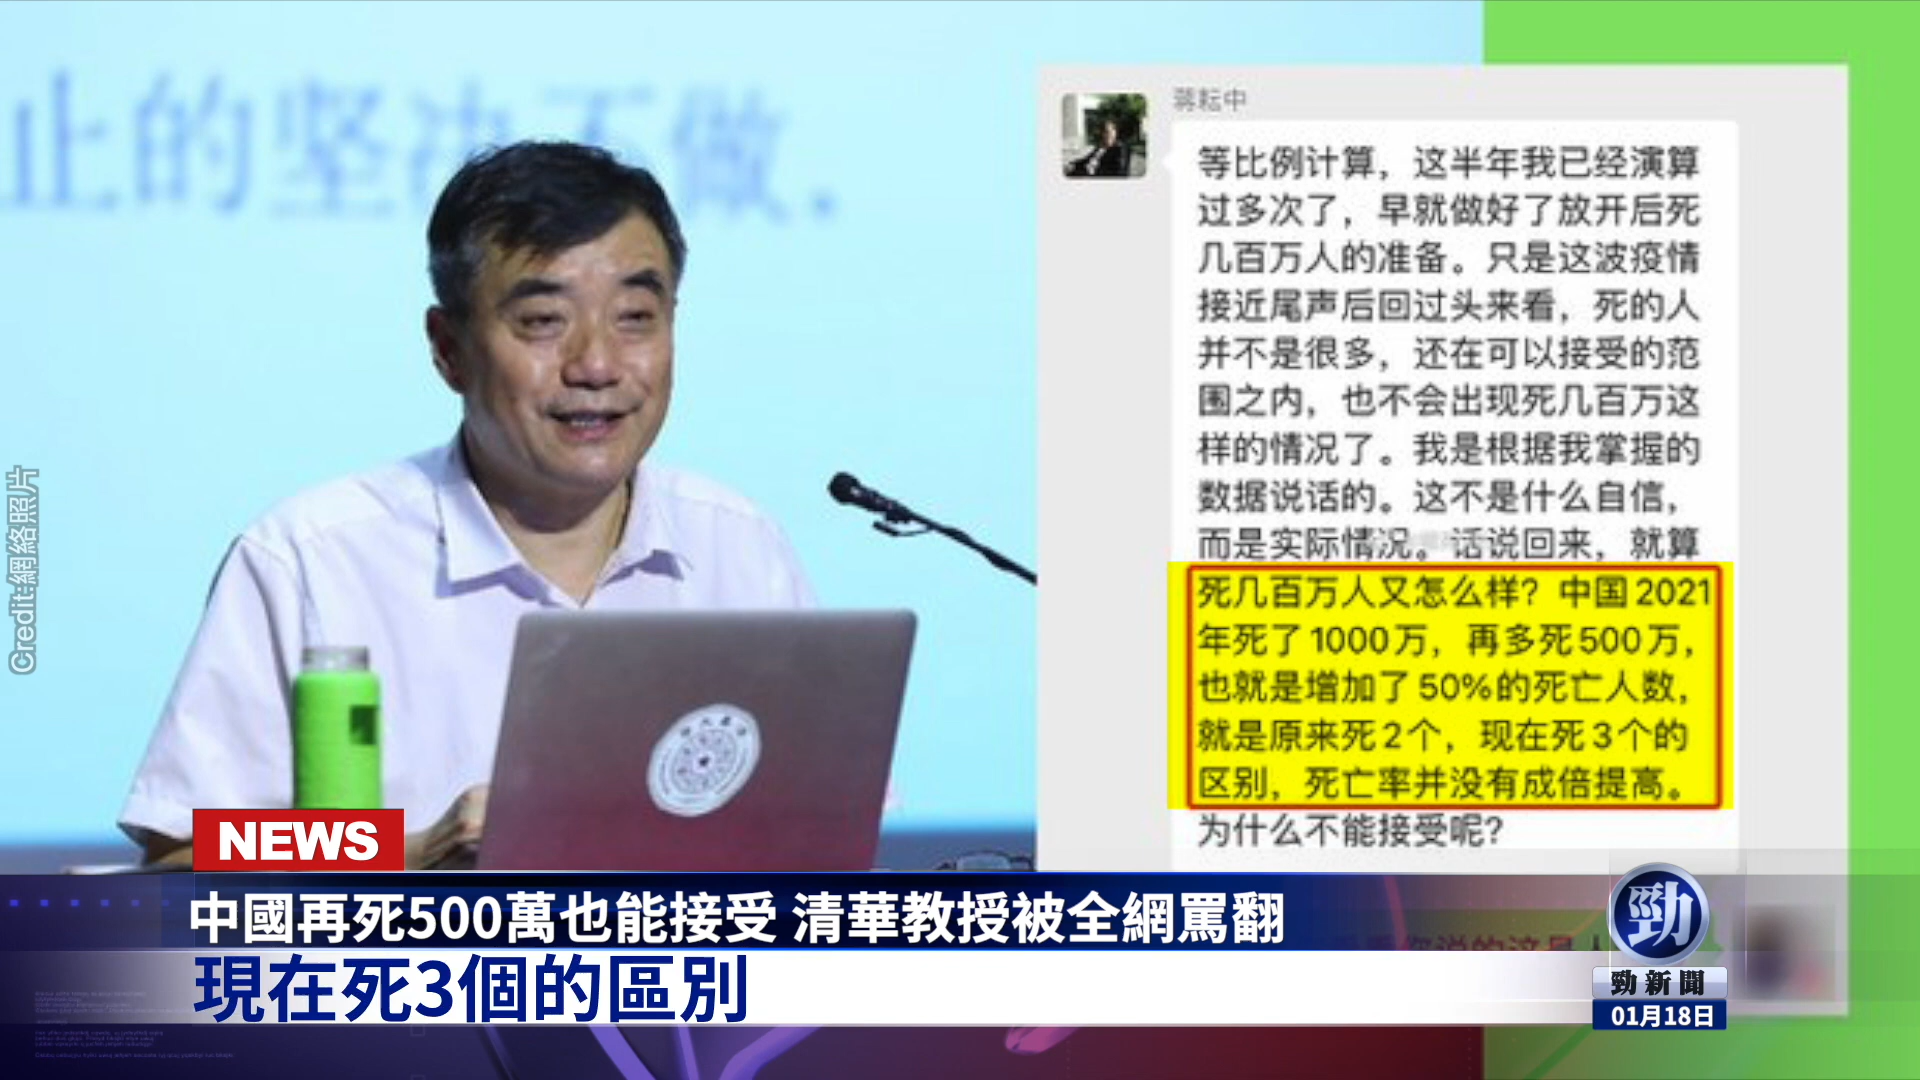 止的坚决不做.
蒋耘中
等比例计算，这半年我已经演算
过多次了，早就做好了放开后死
几百万人的准备。只是这波疫情
接近尾声后回过头来看，死的人
并不是很多，还在可以接受的范
围之内，也不会出现死几百万这
样的情况了。我是根据我掌握的
数据说话的。这不是什么自信，
而是实际情况。话说回来，就算
死几百万人又怎么样？中国2021
年死了1000万，再多死500万，
也就是增加了50%的死亡人数，
就是原来死2个，现在死3个的
区别，死亡率并没有成倍提高。
为什么不能接受呢？
Credit:網絡照片
NEWS
中國再死500萬也能接受 清華教授被全網罵翻
現在死3個的區別
勁
勁新聞
01月18日